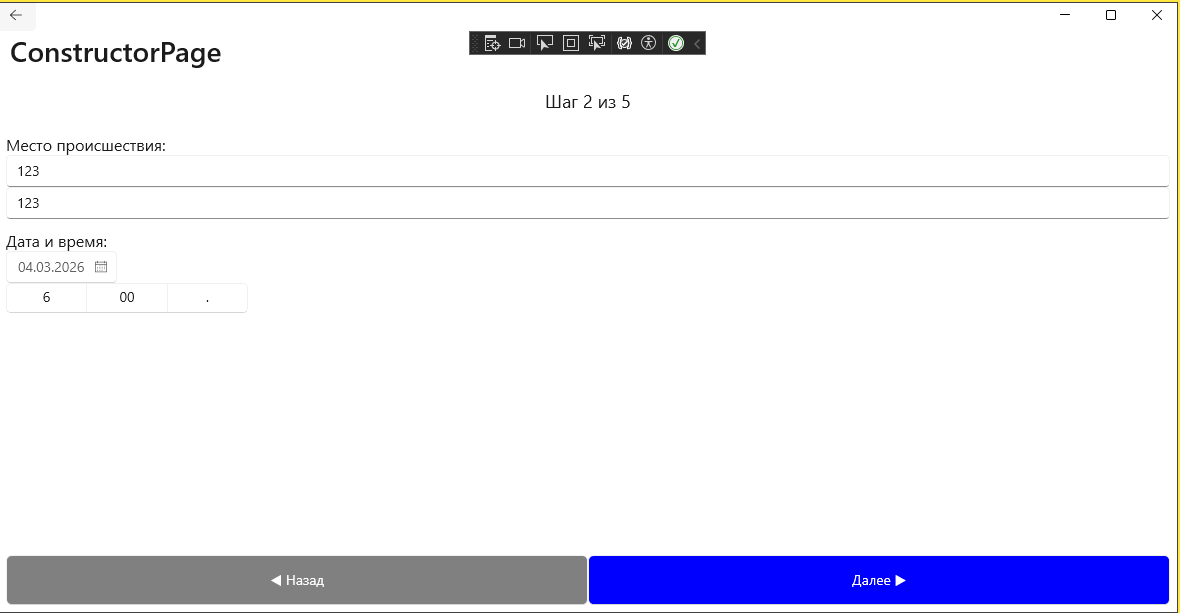 ConstructorPage
Шаг 2 из 5
Место происшествия:
123
123
Дата и время:
04.03.2026
6 00 .
◀ Назад Далее ▶